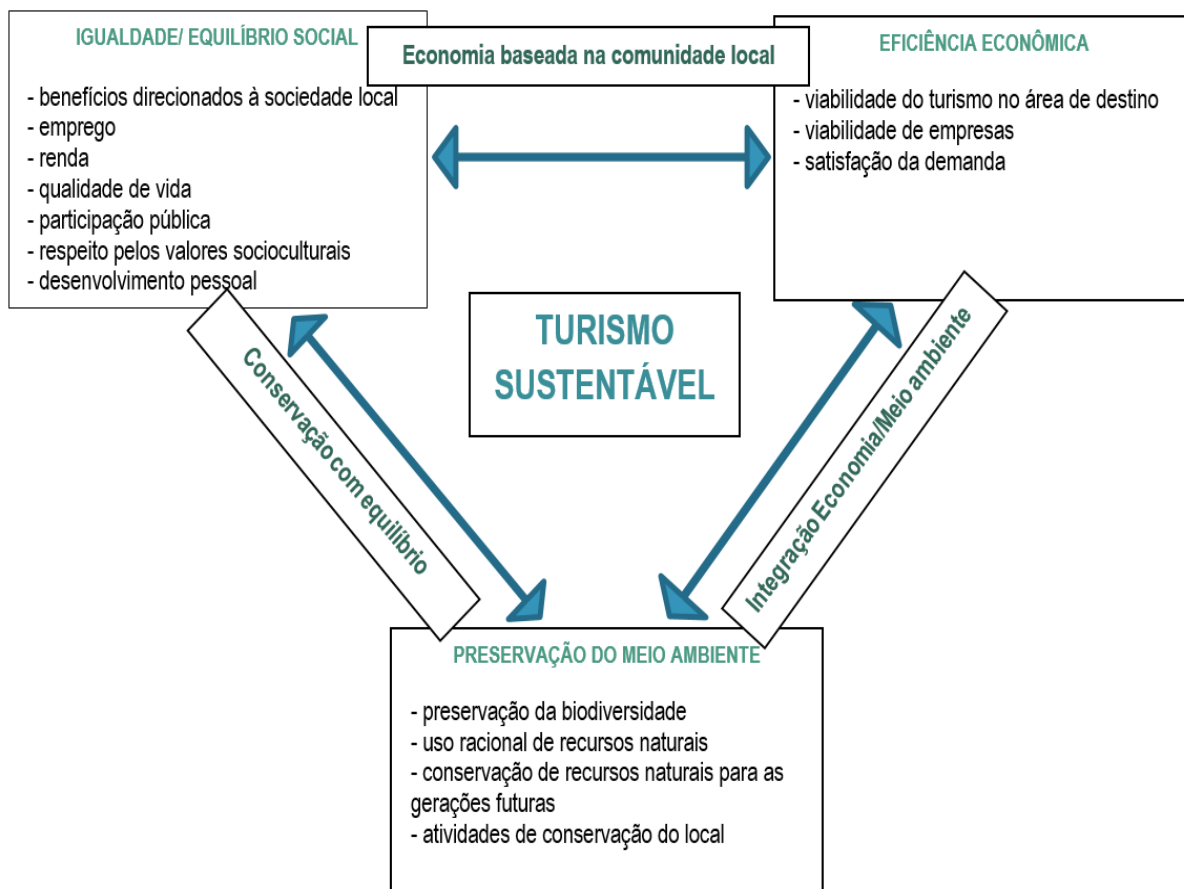 IGUALDADE/ EQUILÍBRIO SOCIAL
- benefícios direcionados à sociedade local
- emprego
- renda
- qualidade de vida
- participação pública
- respeito pelos valores socioculturais
- desenvolvimento pessoal
Economia baseada na comunidade local
EFICIÊNCIA ECONÔMICA
- viabilidade do turismo no área de destino
- viabilidade de empresas
- satisfação da demanda
TURISMO
SUSTENTÁVEL
Conservação com equilíbrio
Integração Economia/Meio ambiente
PRESERVAÇÃO DO MEIO AMBIENTE
- preservação da biodiversidade
- uso racional de recursos naturais
- conservação de recursos naturais para as
gerações futuras
- atividades de conservação do local